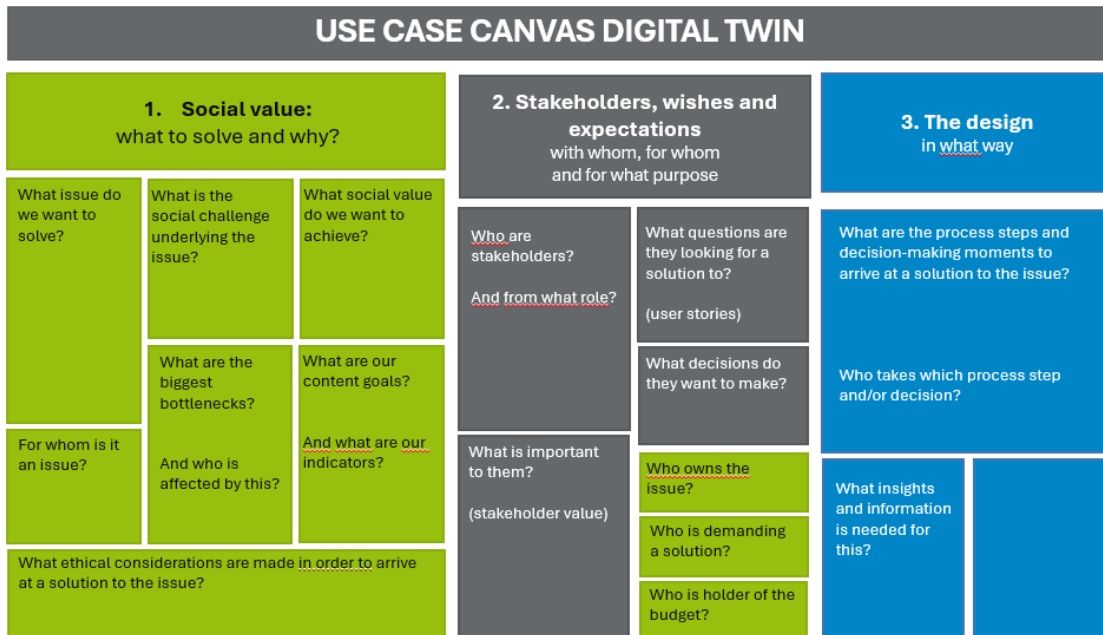 USE CASE CANVAS DIGITAL TWIN
1. Social value:
what to solve and why?
What issue do
we want to
solve?
What is the
social challenge
underlying the
issue?
What social value
do we want to
achieve?
What are the
biggest
bottlenecks?
And who is
affected by this?
What are our
content goals?
And what are our
indicators?
For whom is it
an issue?
What ethical considerations are made in order to arrive
at a solution to the issue?
2. Stakeholders, wishes and
expectations
with whom, for whom
and for what purpose
Who are
stakeholders?
And from what role?
What questions are
they looking for a
solution to?
(user stories)
What decisions do
they want to make?
What is important
to them?
(stakeholder value)
Who owns the
issue?
Who is demanding
a solution?
Who is holder of the
budget?
3. The design
in what way
What are the process steps and
decision-making moments to
arrive at a solution to the issue?
Who takes which process step
and/or decision?
What insights
and information
is needed for
this?